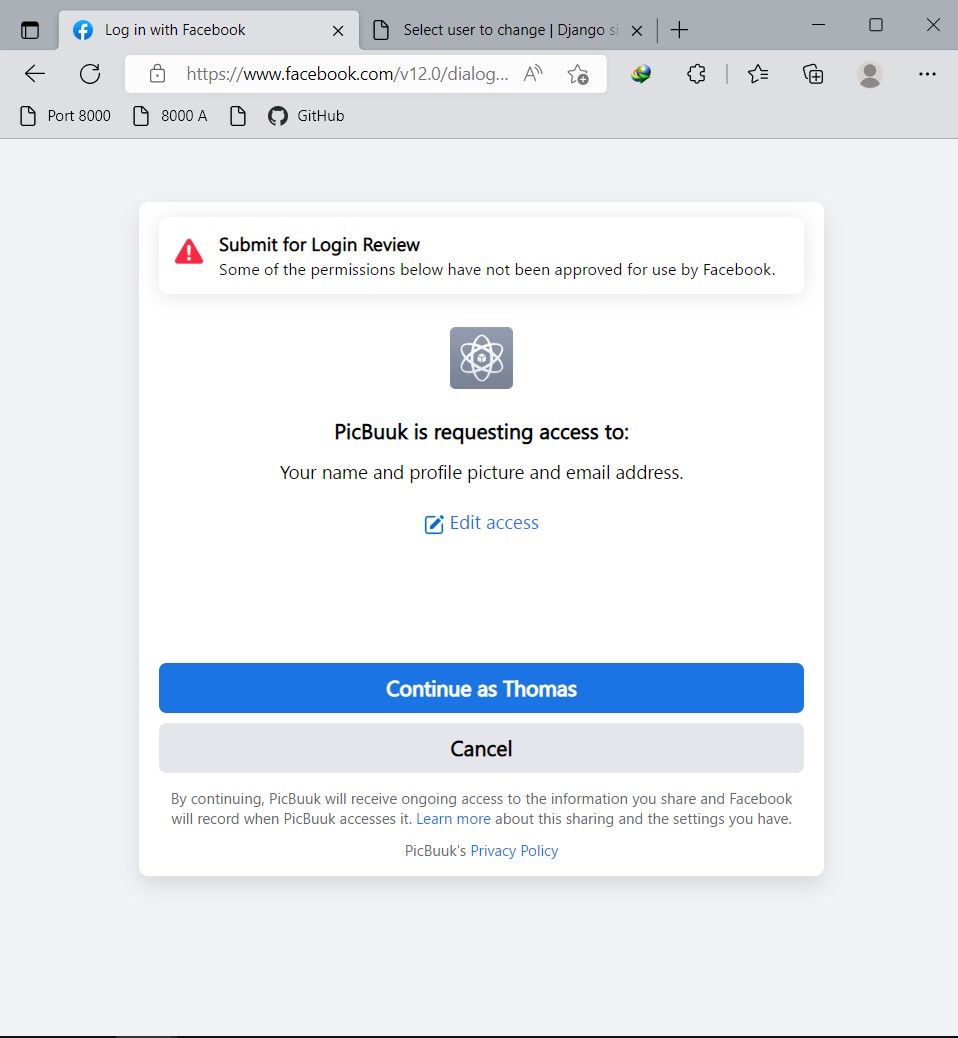 Log in with Facebook
Select user to change | Django si
https://www.facebook.com/v12.0/dialog...
Port 8000
8000 A
GitHub
Submit for Login Review
Some of the permissions below have not been approved for use by Facebook.
PicBuuk is requesting access to:
Your name and profile picture and email address.
Edit access
Continue as Thomas
Cancel
By continuing, PicBuuk will receive ongoing access to the information you share and Facebook
will record when PicBuuk accesses it. Learn more about this sharing and the settings you have.
PicBuuk's Privacy Policy